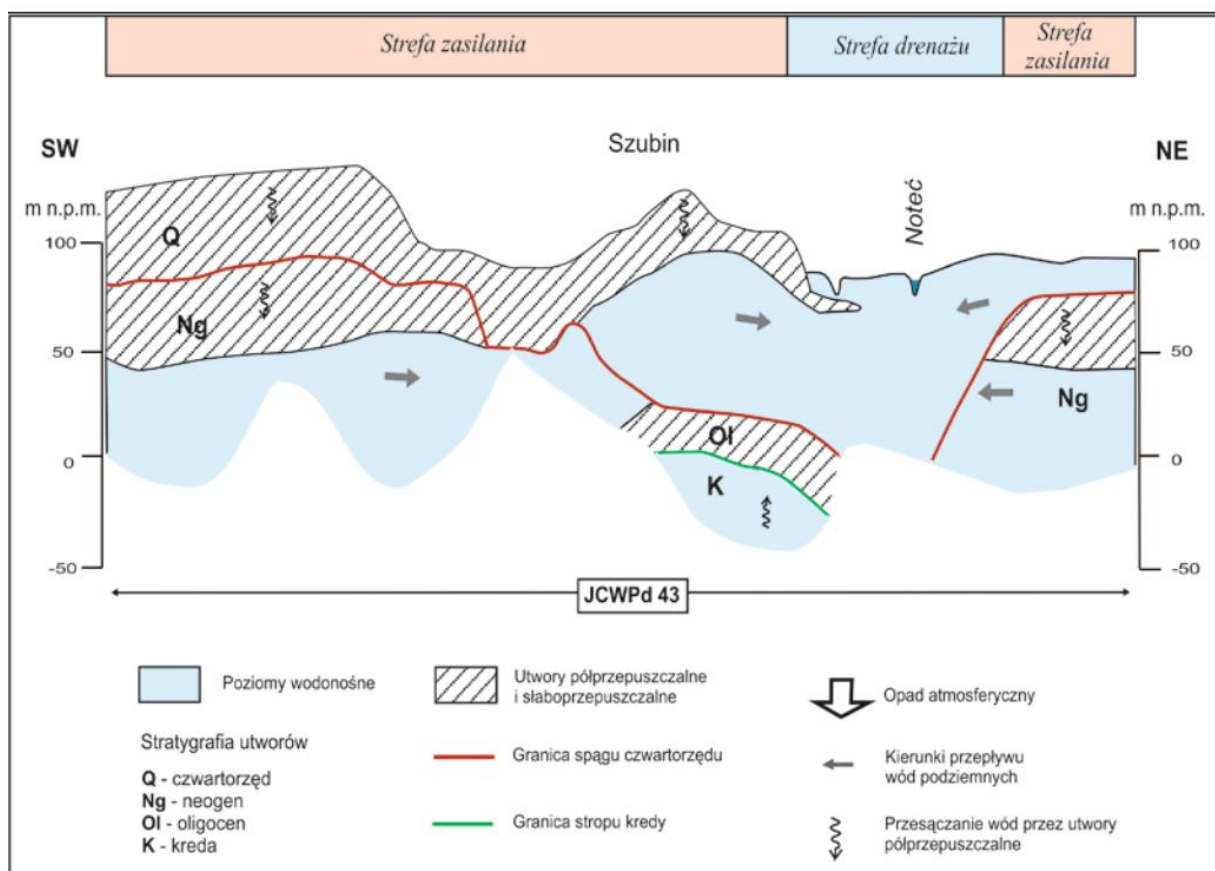 Strefa zasilania
Strefa drenażu
Strefa
zasilania
SW
Szubin
NE
m n.p.m.
Noteć
m n.p.m.
Q
100
100
Ng
50
50
Ng
Ol
0
0
K
-50
-50
JCWPd 43
Poziomy wodonośne
Utwory półprzepuszczalne
i słaboprzepuszczalne
Opad atmosferyczny
Stratygrafia utworów
Q - czwartorzęd
Ng - neogen
Ol - oligocen
K - kreda
Granica spągu czwartorzędu
Granica stropu kredy
Kierunki przepływu
wód podziemnych
Przesączanie wód przez utwory
półprzepuszczalne